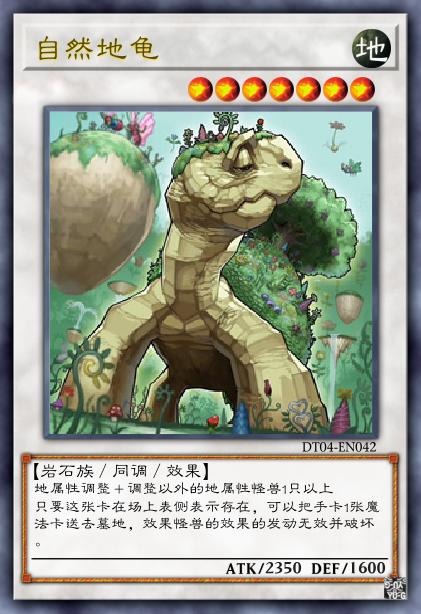 自然地龟
地
DT04-EN042
【岩石族／同调／效果】
地属性调整＋调整以外的地属性怪兽1只以上
只要这张卡在场上表侧表示存在，可以把手卡1张魔
法卡送去墓地，效果怪兽的效果的发动无效并破坏
。
ATK/2350 DEF/1600